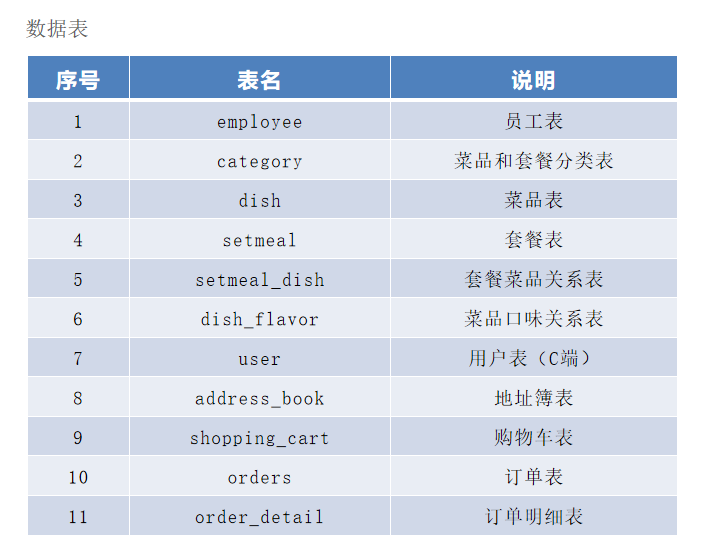 数据表
序号 表名 说明
1 employee 员工表
2 category 菜品和套餐分类表
3 dish 菜品表
4 setmeal 套餐表
5 setmeal_dish 套餐菜品关系表
6 dish_flavor 菜品口味关系表
7 user 用户表（C端）
8 address_book 地址簿表
9 shopping_cart 购物车表
10 orders 订单表
11 order_detail 订单明细表